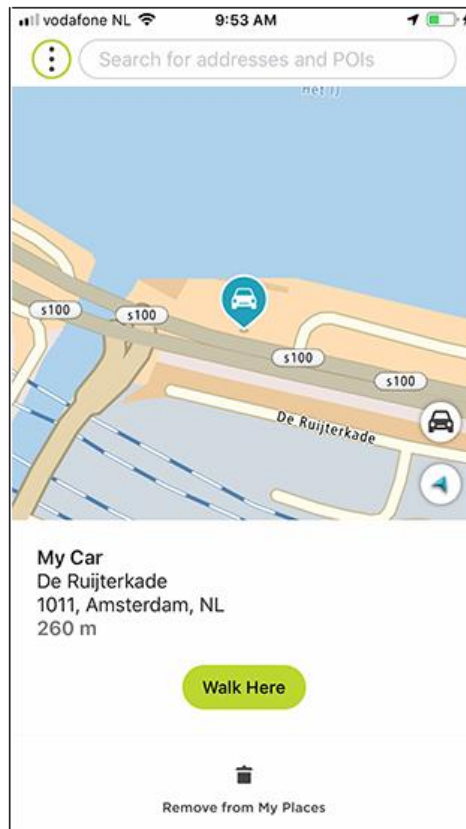 vodafone NL 9:53 AM
Search for addresses and POIs
Het IJ
s100
s100
s100
s100
De Ruijterkade
My Car
De Ruijterkade
1011, Amsterdam, NL
260 m
Walk Here
Remove from My Places